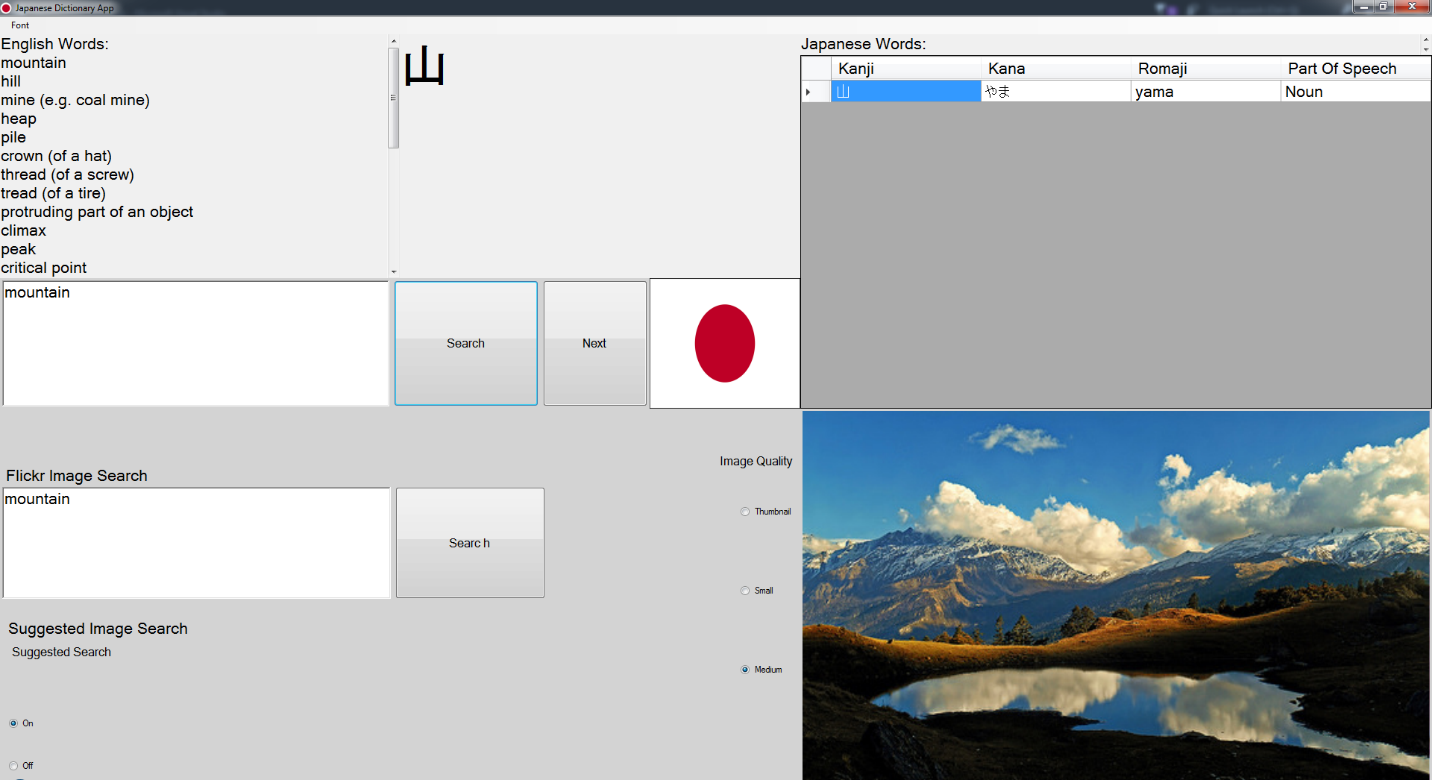 Japanese Dictionary App
Font
English Words:
mountain
hill
mine (e.g. coal mine)
heap
pile
crown (of a hat)
thread (of a screw)
tread (of a tire)
protruding part of an object
climax
peak
critical point
山
Japanese Words:
Kanji Kana Romaji Part Of Speech
山 やま yama Noun
mountain
Search
Next
Flickr Image Search
mountain
Searc h
Image Quality
Thumbnail
Small
Medium
Suggested Image Search
Suggested Search
On
Off